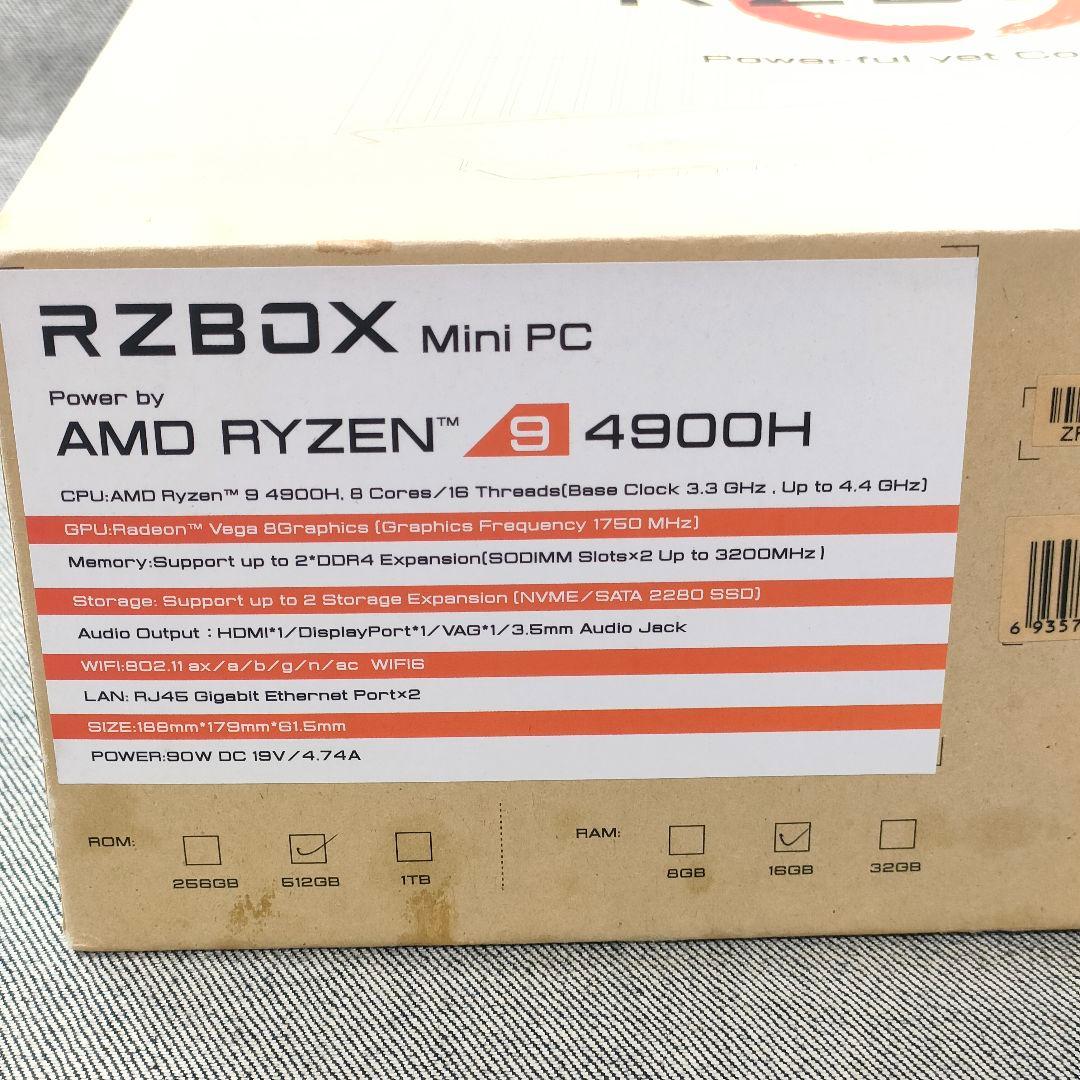 Powerful yet Co
RZBOX Mini PC
Power by
AMD RYZEN™ 9 4900H
CPU:AMD Ryzen™ 9 4900H, 8 Cores/16 Threads(Base Clock 3.3 GHz , Up to 4.4 GHz)
GPU:Radeon™ Vega 8Graphics (Graphics Frequency 1750 MHz)
Memory:Support up to 2*DDR4 Expansion(SODIMM Slots×2 Up to 3200MHz)
Storage: Support up to 2 Storage Expansion (NVME/SATA 2280 SSD)
Audio Output : HDMI*1/DisplayPort*1/VAG*1/3.5mm Audio Jack
WIFI:802.11 ax/a/b/g/n/ac WIFI6
LAN: RJ45 Gigabit Ethernet Port×2
SIZE:188mm*179mm*61.5mm
POWER:90W DC 19V/4.74A
ROM: 256GB 512GB 1TB
RAM: 8GB 16GB 32GB
6 9357